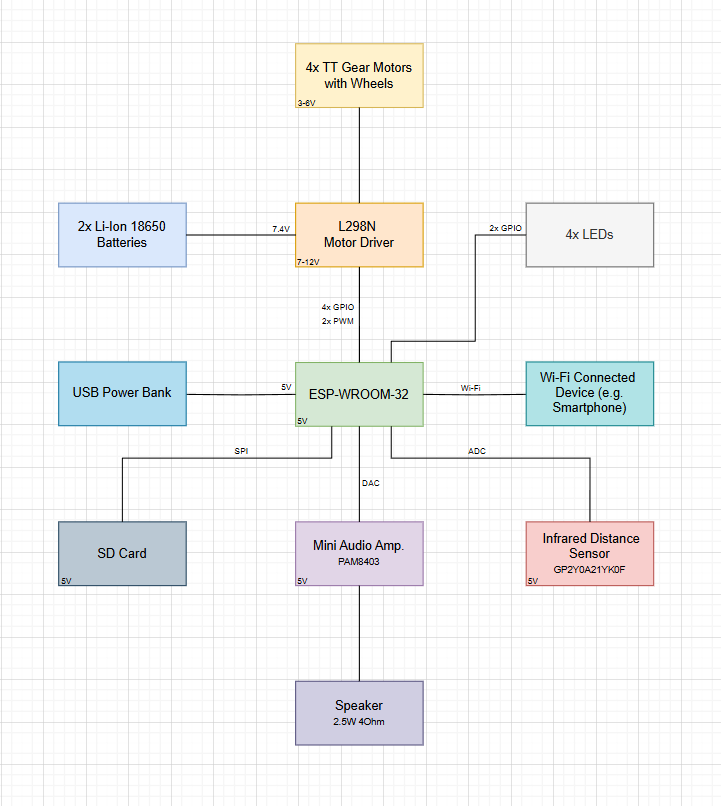 4x TT Gear Motors
with Wheels
3-6V
2x Li-Ion 18650
Batteries
7.4V
L298N
Motor Driver
7-12V
2x GPIO
4x LEDs
4x GPIO
2x PWM
USB Power Bank
5V
ESP-WROOM-32
5V
Wi-Fi
Wi-Fi Connected
Device (e.g.
Smartphone)
SPI
ADC
DAC
SD Card
5V
Mini Audio Amp.
PAM8403
5V
Infrared Distance
Sensor
GP2Y0A21YK0F
5V
Speaker
2.5W 4Ohm